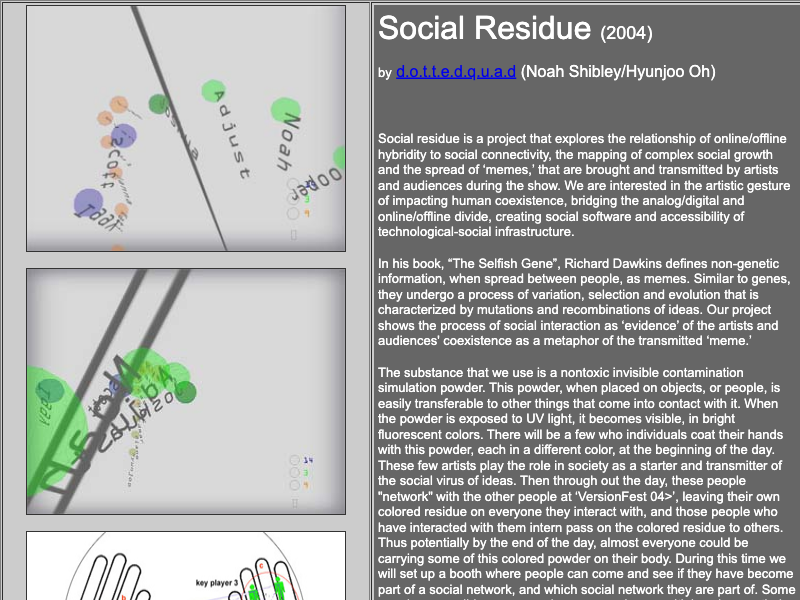 Social Residue (2004)
by d.o.t.t.e.d.q.u.a.d (Noah Shibley/Hyunjoo Oh)
Social residue is a project that explores the relationship of online/offline
hybridity to social connectivity, the mapping of complex social growth
and the spread of ‘memes,’ that are brought and transmitted by artists
and audiences during the show. We are interested in the artistic gesture
of impacting human coexistence, bridging the analog/digital and
online/offline divide, creating social software and accessibility of
technological-social infrastructure.
In his book, “The Selfish Gene”, Richard Dawkins defines non-genetic
information, when spread between people, as memes. Similar to genes,
they undergo a process of variation, selection and evolution that is
characterized by mutations and recombinations of ideas. Our project
shows the process of social interaction as ‘evidence’ of the artists and
audiences’ coexistence as a metaphor of the transmitted ‘meme.’
The substance that we use is a nontoxic invisible contamination
simulation powder. This powder, when placed on objects, or people, is
easily transferable to other things that come into contact with it. When
the powder is exposed to UV light, it becomes visible, in bright
fluorescent colors. There will be a few who individuals coat their hands
with this powder, each in a different color, at the beginning of the day.
These few artists play the role in society as a starter and transmitter of
the social virus of ideas. Then through out the day, these people
"network" with the other people at ‘VersionFest 04>’, leaving their own
colored residue on everyone they interact with, and those people who
have interacted with them intern pass on the colored residue to others.
Thus potentially by the end of the day, almost everyone could be
carrying some of this colored powder on their body. During this time we
will set up a booth where people can come and see if they have become
part of a social network, and which social network they are part of. Some
Adjust
Noah
Scott
14
3
9
key player 3
c